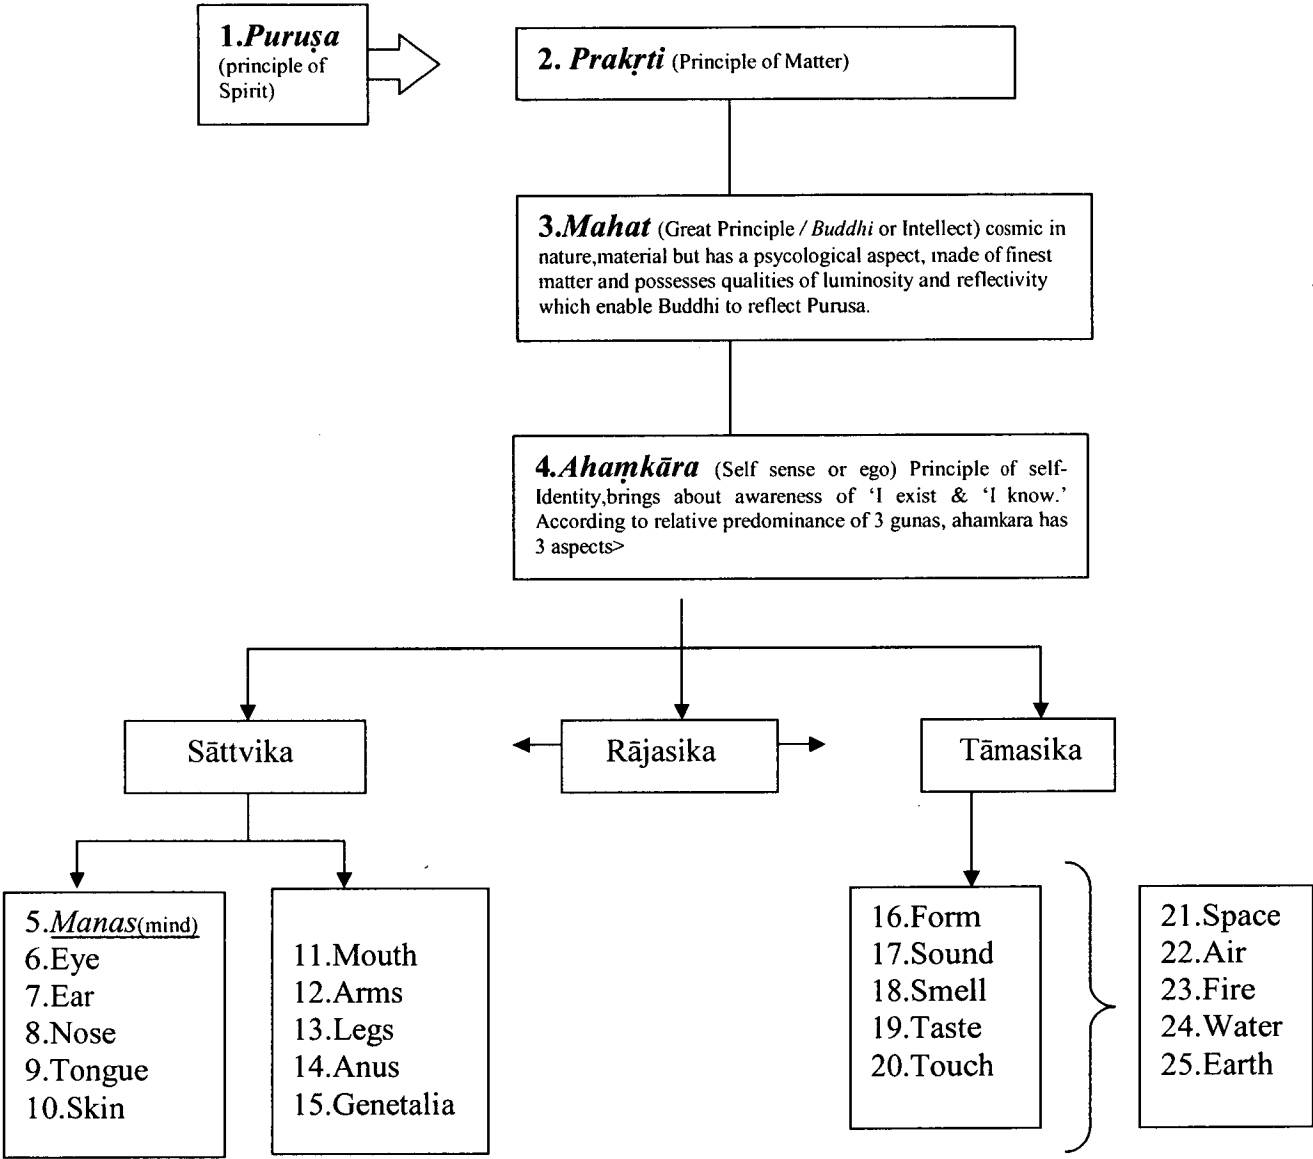 1.Puruṣa
(principle of
Spirit)
2. Prakṛti (Principle of Matter)
3.Mahat (Great Principle / Buddhi or Intellect) cosmic in
nature,material but has a psycological aspect, made of finest
matter and possesses qualities of luminosity and reflectivity
which enable Buddhi to reflect Purusa.
4.Ahaṃkāra (Self sense or ego) Principle of self-
Identity,brings about awareness of ‘I exist & ‘I know.’
According to relative predominance of 3 gunas, ahamkara has
3 aspects>
Sāttvika
Rājasika
Tāmasika
5.Manas(mind)
6.Eye
7.Ear
8.Nose
9.Tongue
10.Skin
11.Mouth
12.Arms
13.Legs
14.Anus
15.Genetalia
16.Form
17.Sound
18.Smell
19.Taste
20.Touch
21.Space
22.Air
23.Fire
24.Water
25.Earth